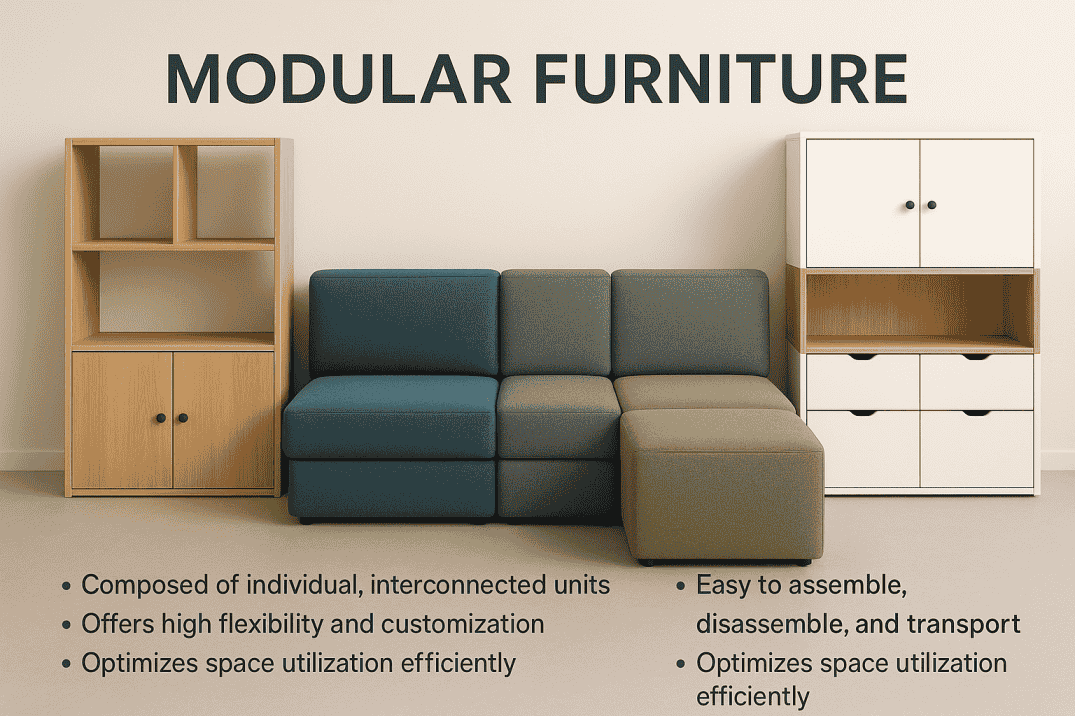 MODULAR FURNITURE
• Composed of individual, interconnected units
• Offers high flexibility and customization
• Optimizes space utilization efficiently
• Easy to assemble,
disassemble, and transport
• Optimizes space utilization
efficiently